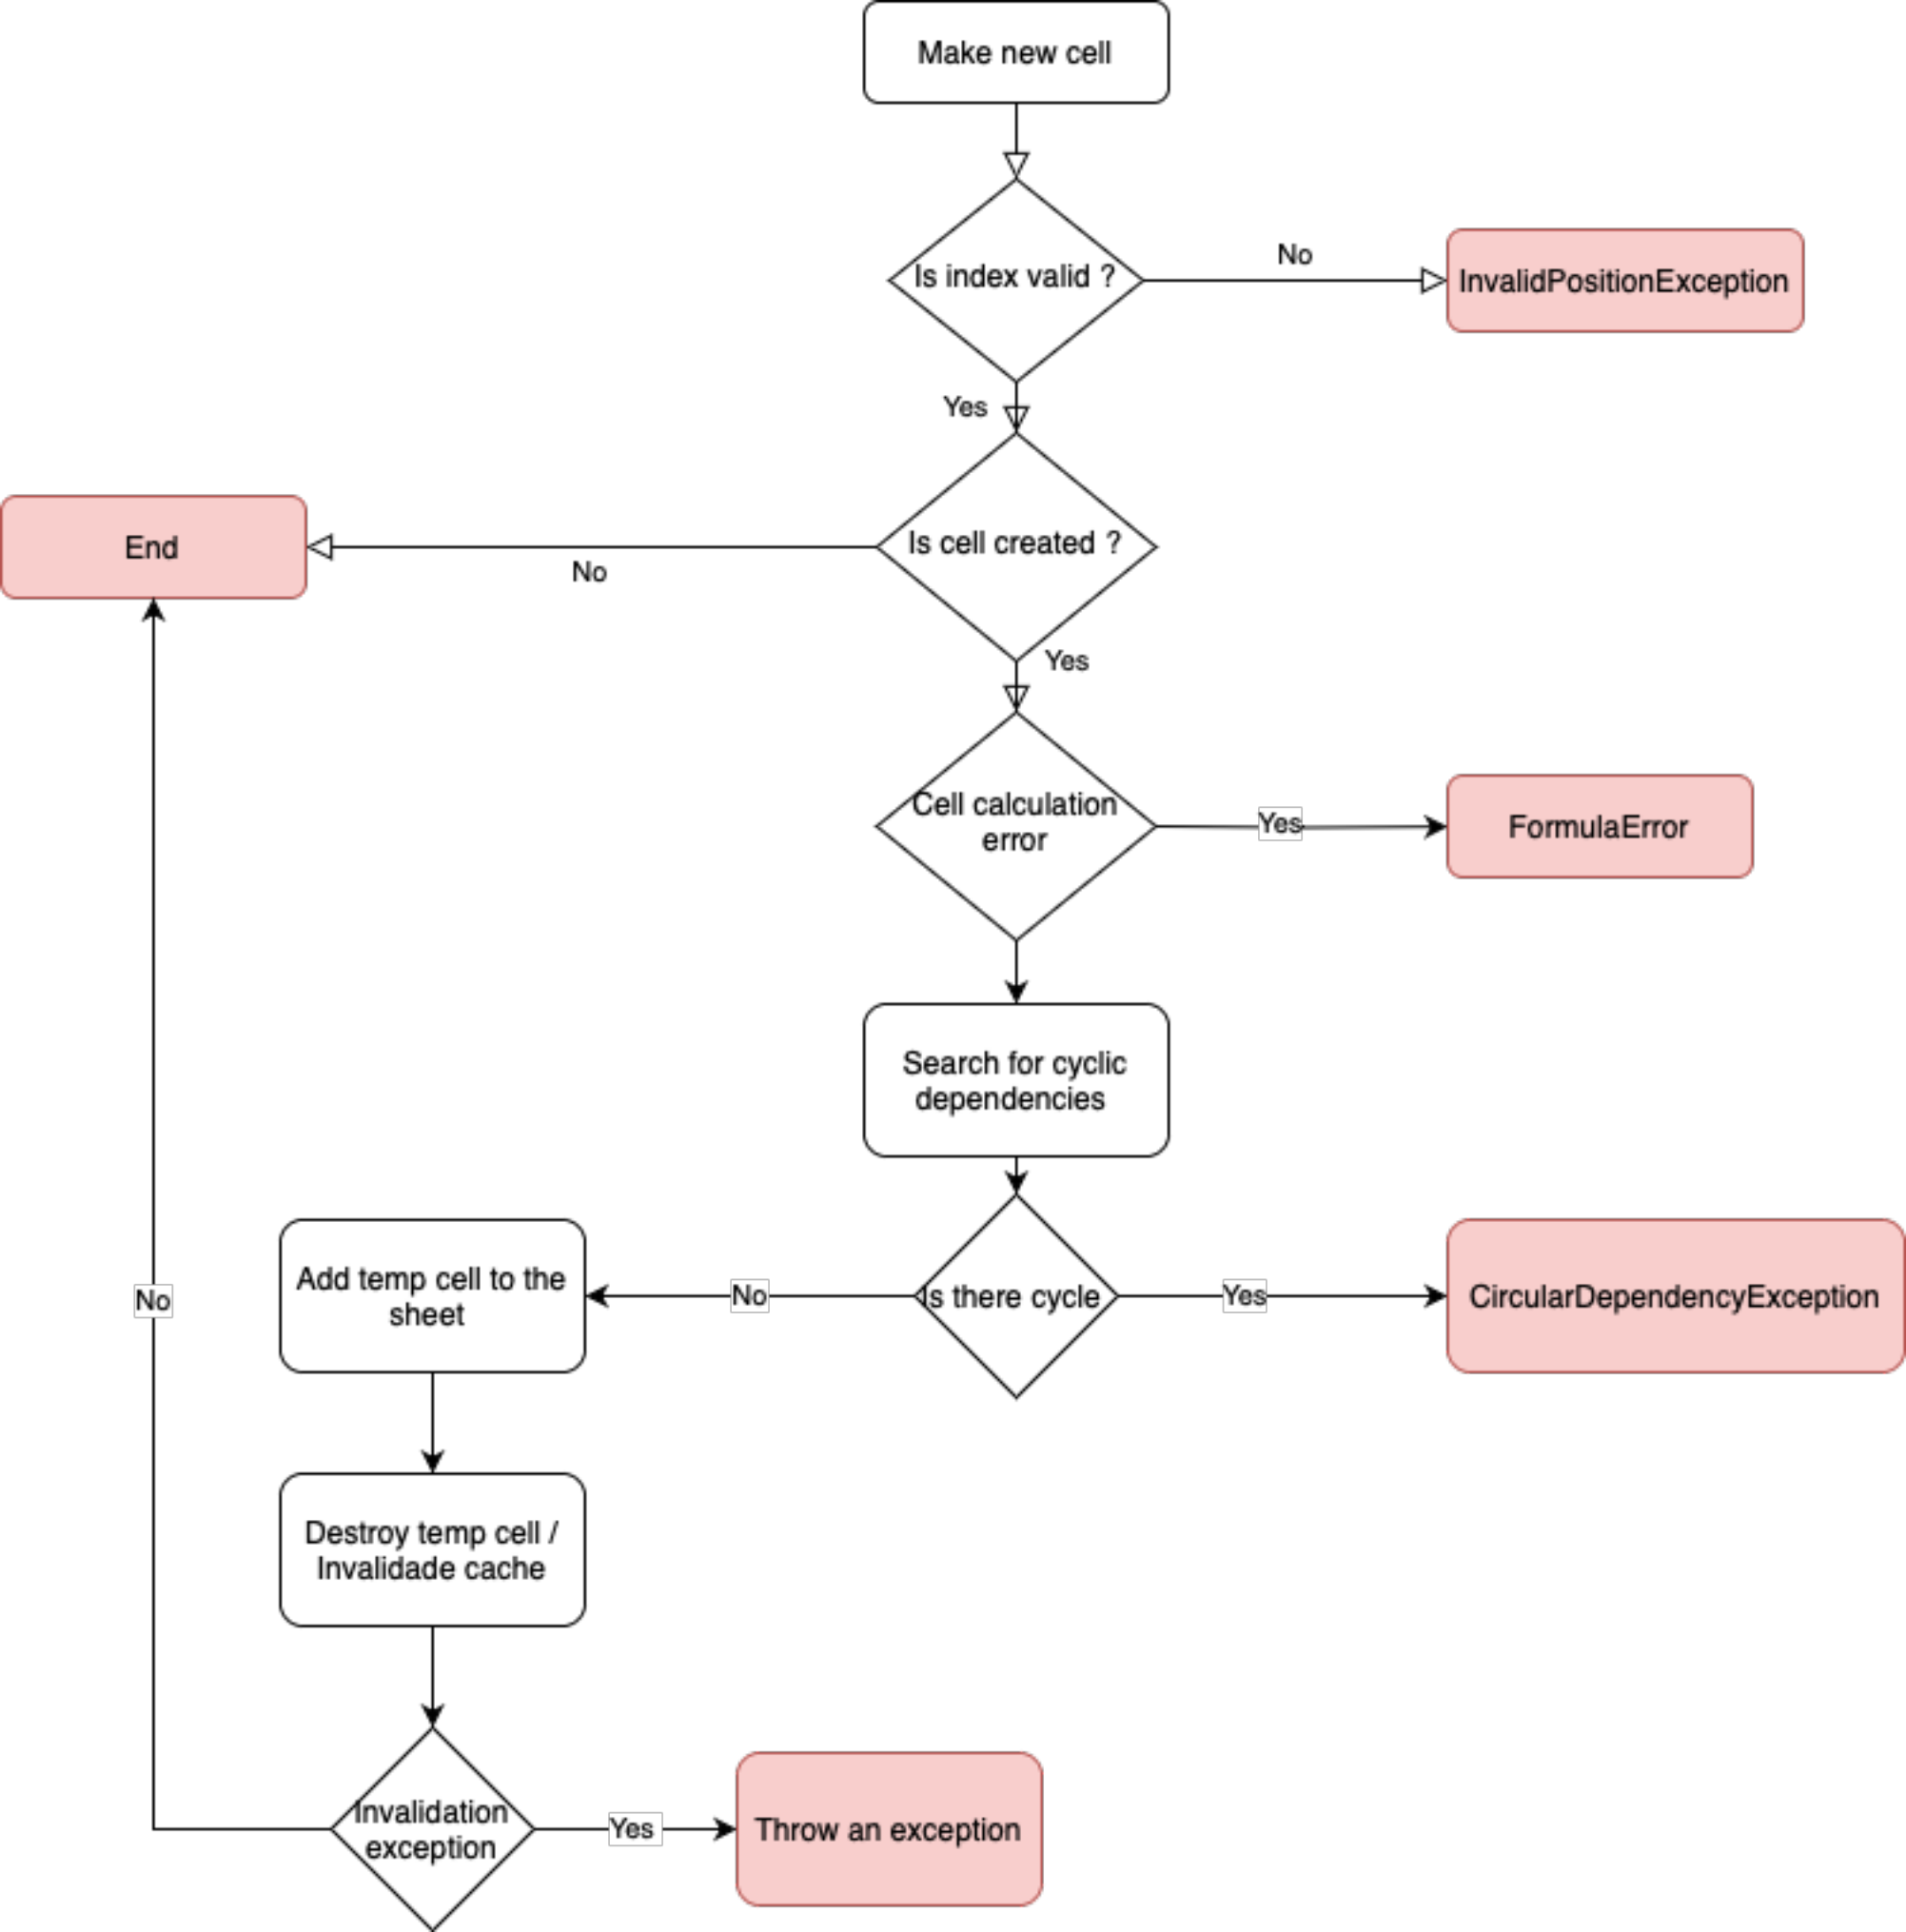 Make new cell
Is index valid ?
No
InvalidPositionException
Yes
Is cell created ?
No
End
Yes
Cell calculation
error
Yes
FormulaError
Search for cyclic
dependencies
Is there cycle
No
Add temp cell to the
sheet
Yes
CircularDependencyException
No
Destroy temp cell /
Invalidade cache
Invalidation
exception
Yes
Throw an exception